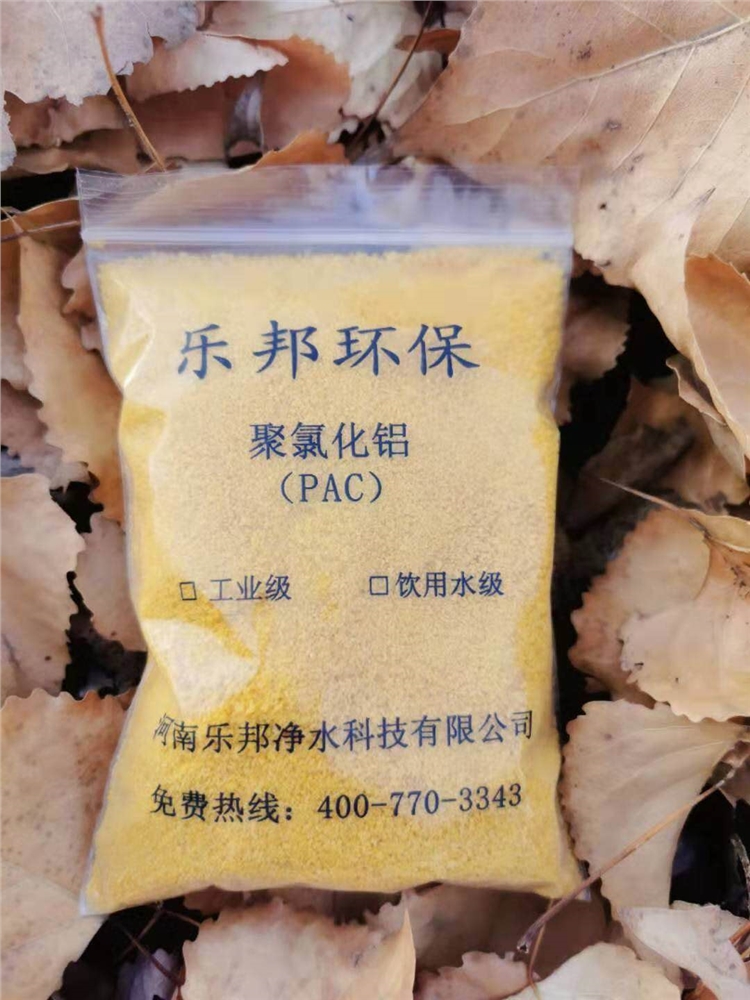 乐邦环保
聚氯化铝
（PAC）
□ 工业级 □ 饮用水级
河南乐邦净水科技有限公司
免费热线：400-770-3343